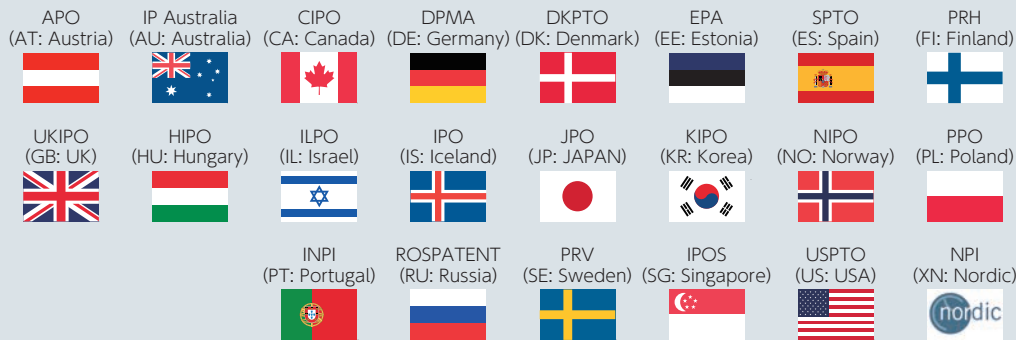 APO
(AT: Austria)
IP Australia
(AU: Australia)
CIPO
(CA: Canada)
DPMA
(DE: Germany)
DKPTO
(DK: Denmark)
EPA
(EE: Estonia)
SPTO
(ES: Spain)
PRH
(FI: Finland)
UKIPO
(GB: UK)
HIPO
(HU: Hungary)
ILPO
(IL: Israel)
IPO
(IS: Iceland)
JPO
(JP: JAPAN)
KIPO
(KR: Korea)
NIPO
(NO: Norway)
PPO
(PL: Poland)
INPI
(PT: Portugal)
ROSPATENT
(RU: Russia)
PRV
(SE: Sweden)
IPOS
(SG: Singapore)
USPTO
(US: USA)
NPI
(XN: Nordic)
nordic